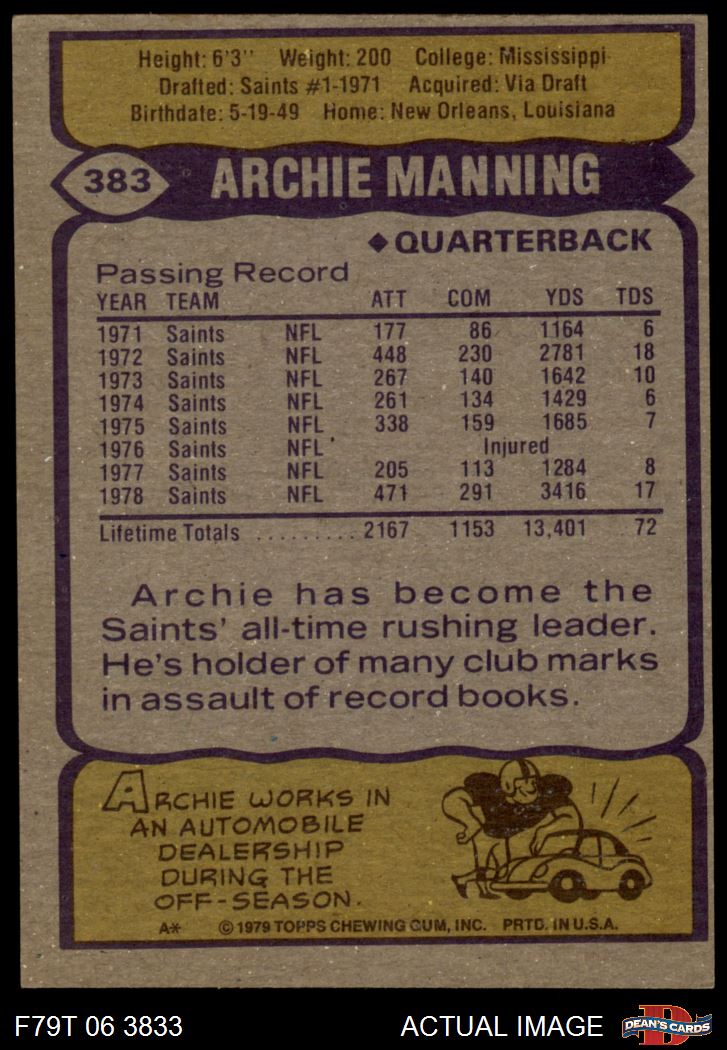 Height: 6'3" Weight: 200 College: Mississippi
Drafted: Saints #1-1971 Acquired: Via Draft
Birthdate: 5-19-49 Home: New Orleans, Louisiana
383 ARCHIE MANNING
◆ QUARTERBACK
Passing Record
YEAR TEAM ATT COM YDS TDS
1971 Saints NFL 177 86 1164 6
1972 Saints NFL 448 230 2781 18
1973 Saints NFL 267 140 1642 10
1974 Saints NFL 261 134 1429 6
1975 Saints NFL 338 159 1685 7
1976 Saints NFL Injured
1977 Saints NFL 205 113 1284 8
1978 Saints NFL 471 291 3416 17
Lifetime Totals ......... 2167 1153 13,401 72
Archie has become the
Saints' all-time rushing leader.
He's holder of many club marks
in assault of record books.
ARCHIE WORKS IN
AN AUTOMOBILE
DEALERSHIP
DURING THE
OFF-SEASON.
A* © 1979 TOPPS CHEWING GUM, INC. PRTD. IN U.S.A.
F79T 06 3833 ACTUAL IMAGE D DEAN'S CARDS